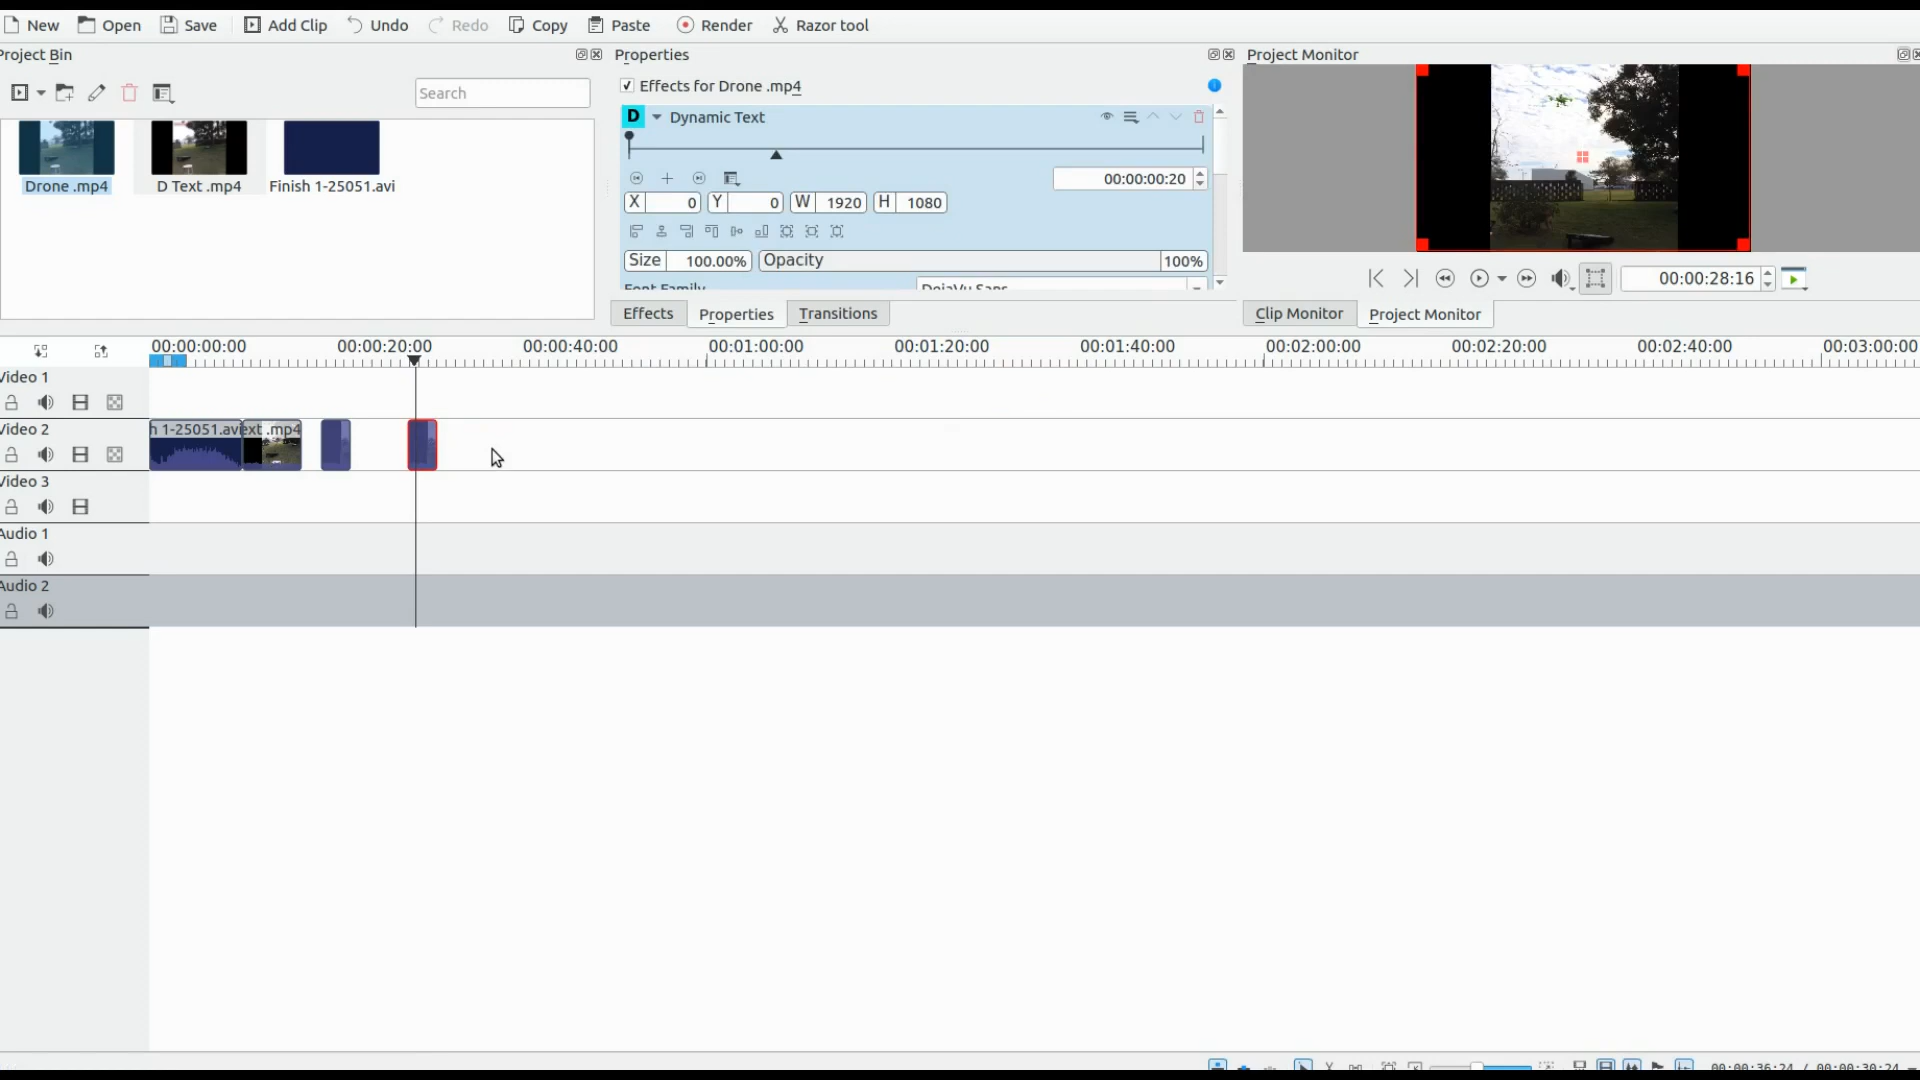 New Open Save Add Clip Undo Redo Copy Paste Render Razor tool
Project Bin
Properties
Project Monitor
Search
Effects for Drone .mp4
D Dynamic Text
00:00:00:20
X 0 Y 0 W 1920 H 1080
Size 100.00% Opacity 100%
Font Family DejaVu Sans
Drone .mp4 D Text .mp4 Finish 1-25051.avi
00:00:28:16
Effects Properties Transitions
Clip Monitor Project Monitor
00:00:00:00 00:00:20:00 00:00:40:00 00:01:00:00 00:01:20:00 00:01:40:00 00:02:00:00 00:02:20:00 00:02:40:00 00:03:00:00
Video 1
Video 2
h 1-25051.avi ext .mp4
Video 3
Audio 1
Audio 2
00:00:36:24 / 00:00:30:24